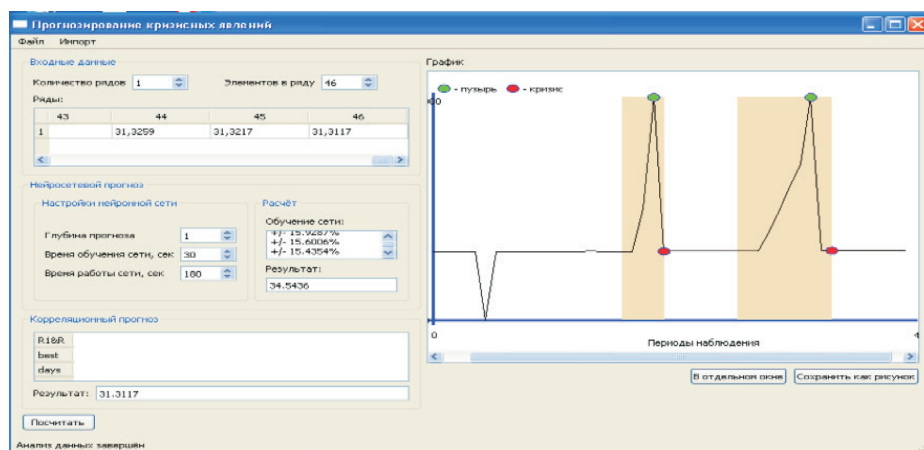 Прогнозирование кризисных явлений
Файл Импорт
Входные данные
Количество рядов 1 Элементов в ряду 46
Ряды:
43 44 45 46
1 31,3259 31,3217 31,3117
Нейросетевой прогноз
Настройки нейронной сети
Глубина прогноза 1
Время обучения сети, сек 30
Время работы сети, сек 180
Расчёт
Обучение сети:
+/- 15.9287%
+/- 15.6006%
+/- 15.4354%
Результат:
34.5436
Корреляционный прогноз
R1&R
best
days
Результат: 31.3117
Посчитать
Анализ данных завершён
График
- пузырь - кризис
0 4
Периоды наблюдения
В отдельном окне Сохранить как рисунок